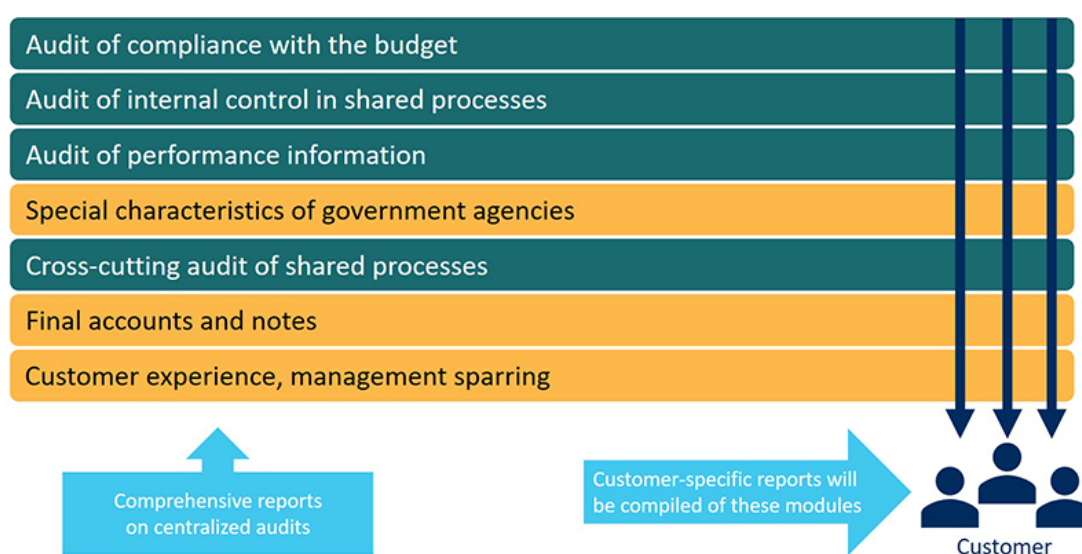 Audit of compliance with the budget
Audit of internal control in shared processes
Audit of performance information
Special characteristics of government agencies
Cross-cutting audit of shared processes
Final accounts and notes
Customer experience, management sparring
Comprehensive reports
on centralized audits
Customer-specific reports will
be compiled of these modules
Customer